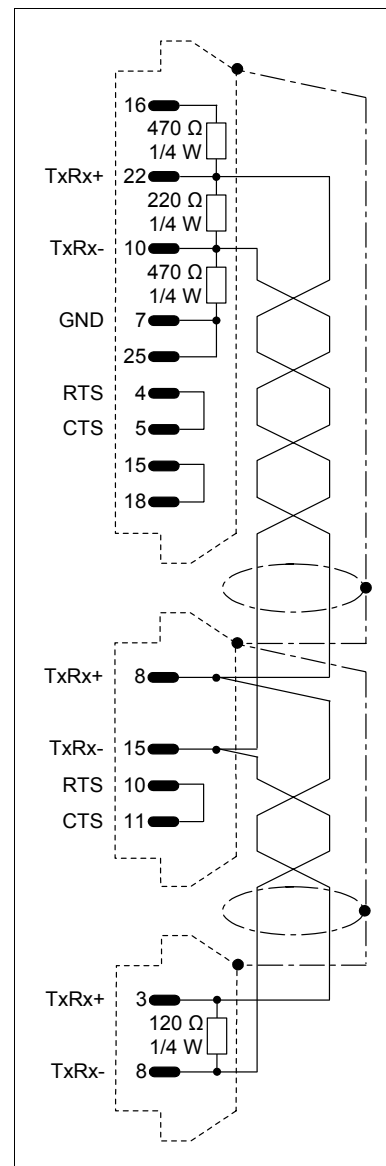 16
470 Ω
1/4 W
TxRx+ 22
220 Ω
1/4 W
TxRx- 10
470 Ω
1/4 W
GND 7
25
RTS 4
CTS 5
15
18
TxRx+ 8
TxRx- 15
RTS 10
CTS 11
TxRx+ 3
120 Ω
1/4 W
TxRx- 8